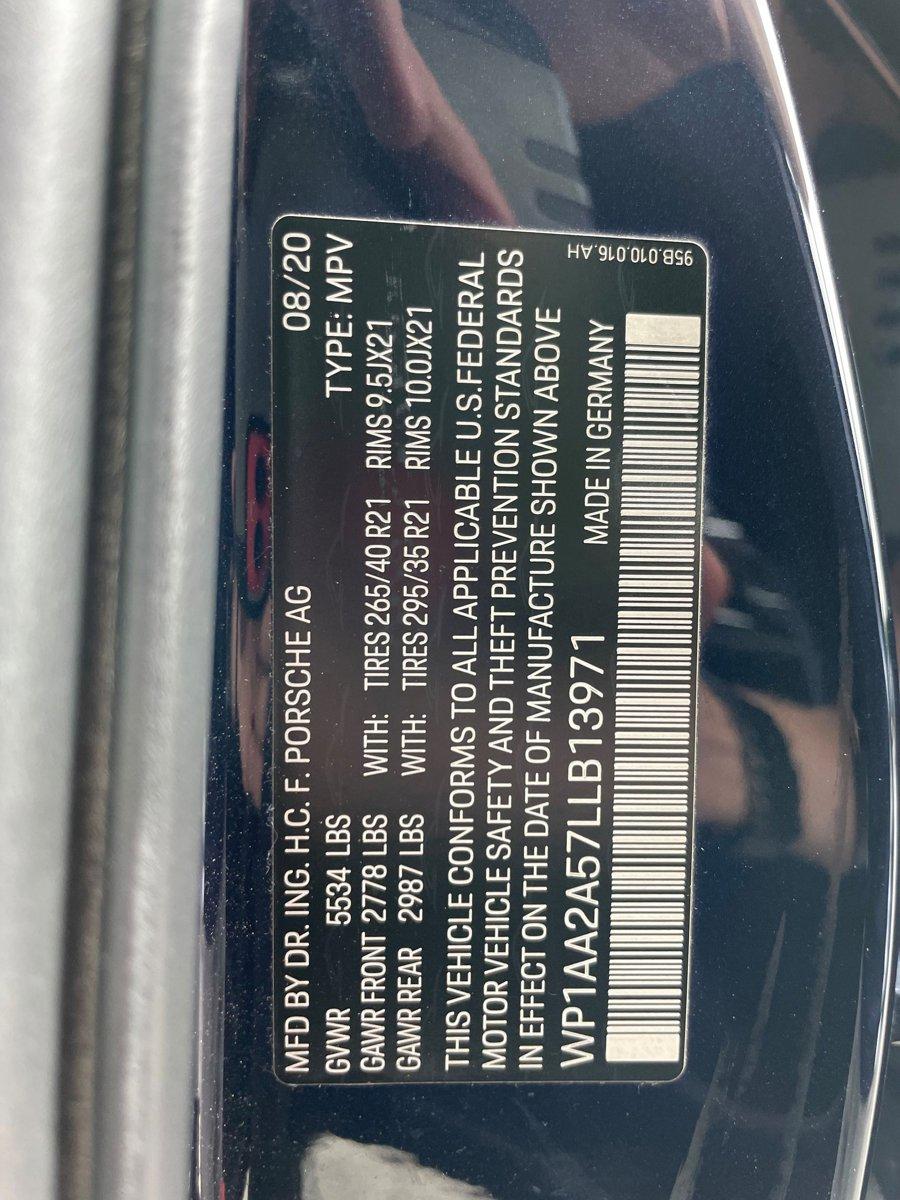 MFD BY DR. ING. H.C. F. PORSCHE AG 08/20
GVWR 5534 LBS TYPE: MPV
GAWR FRONT 2778 LBS WITH: TIRES 265/40 R21 RIMS 9.5JX21
GAWR REAR 2987 LBS WITH: TIRES 295/35 R21 RIMS 10.0JX21
THIS VEHICLE CONFORMS TO ALL APPLICABLE U.S.FEDERAL
MOTOR VEHICLE SAFETY AND THEFT PREVENTION STANDARDS
IN EFFECT ON THE DATE OF MANUFACTURE SHOWN ABOVE
WP1AA2A57LLB13971 MADE IN GERMANY
95B.010.016.AH